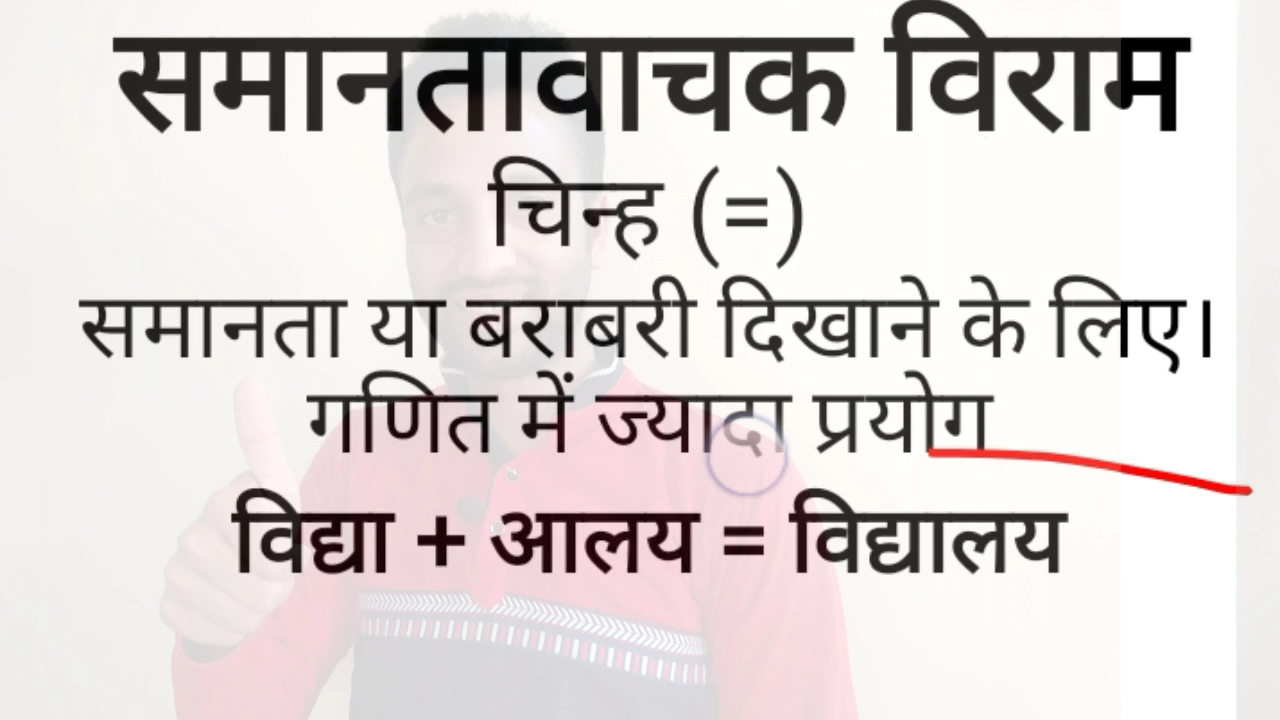 समानतावाचक विराम
चिन्ह (=)
समानता या बराबरी दिखाने के लिए।
गणित में ज्यादा प्रयोग
विद्या + आलय = विद्यालय